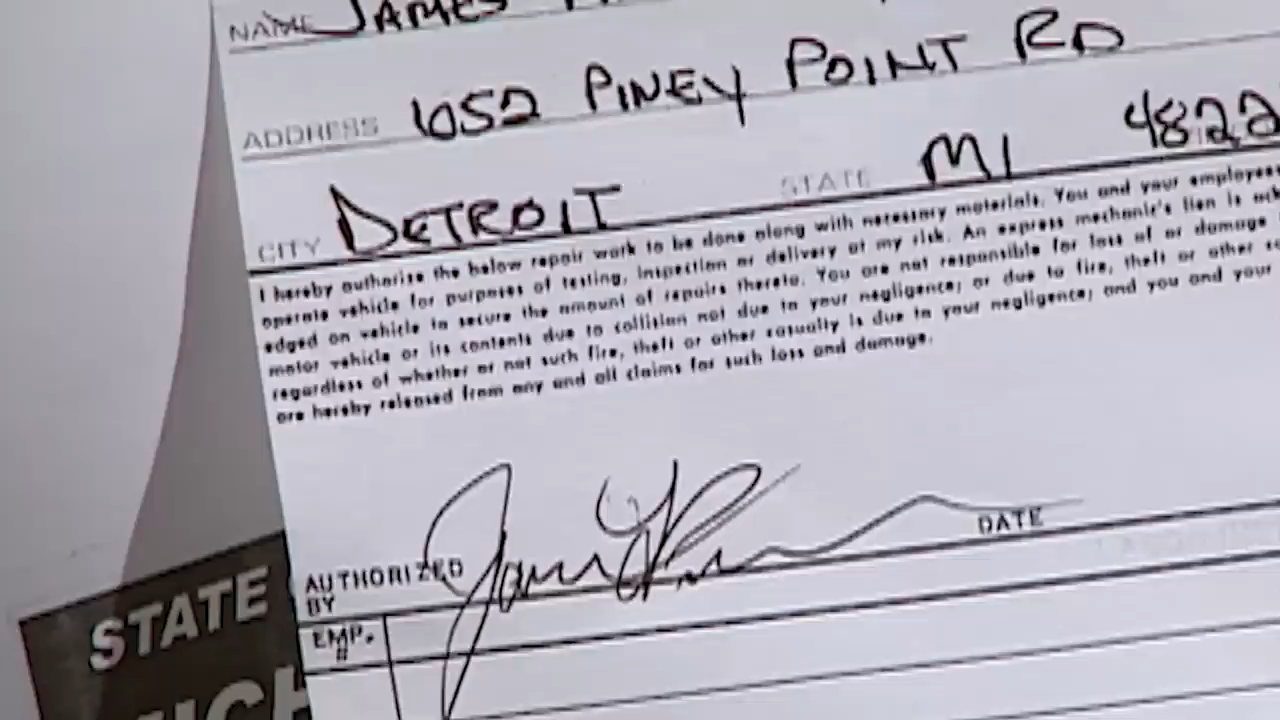 NAME JAMES
ADDRESS 652 PINEY POINT RD
CITY DETROIT STATE MI 4822
I hereby authorize the below repair work to be done along with necessary materials. You and your employees
operate vehicle for purposes of testing, inspection or delivery at my risk. An express mechanic's lien is ack
edged on vehicle to secure the amount of repairs thereto. You are not responsible for loss of or damage
motor vehicle or its contents due to collision not due to your negligence; or due to fire, theft or other ca
regardless of whether or not such fire, theft or other casualty is due to your negligence; and you and your
are hereby released from any and all claims for such loss and damage.
AUTHORIZED BY DATE
EMP. #
STATE
MICH